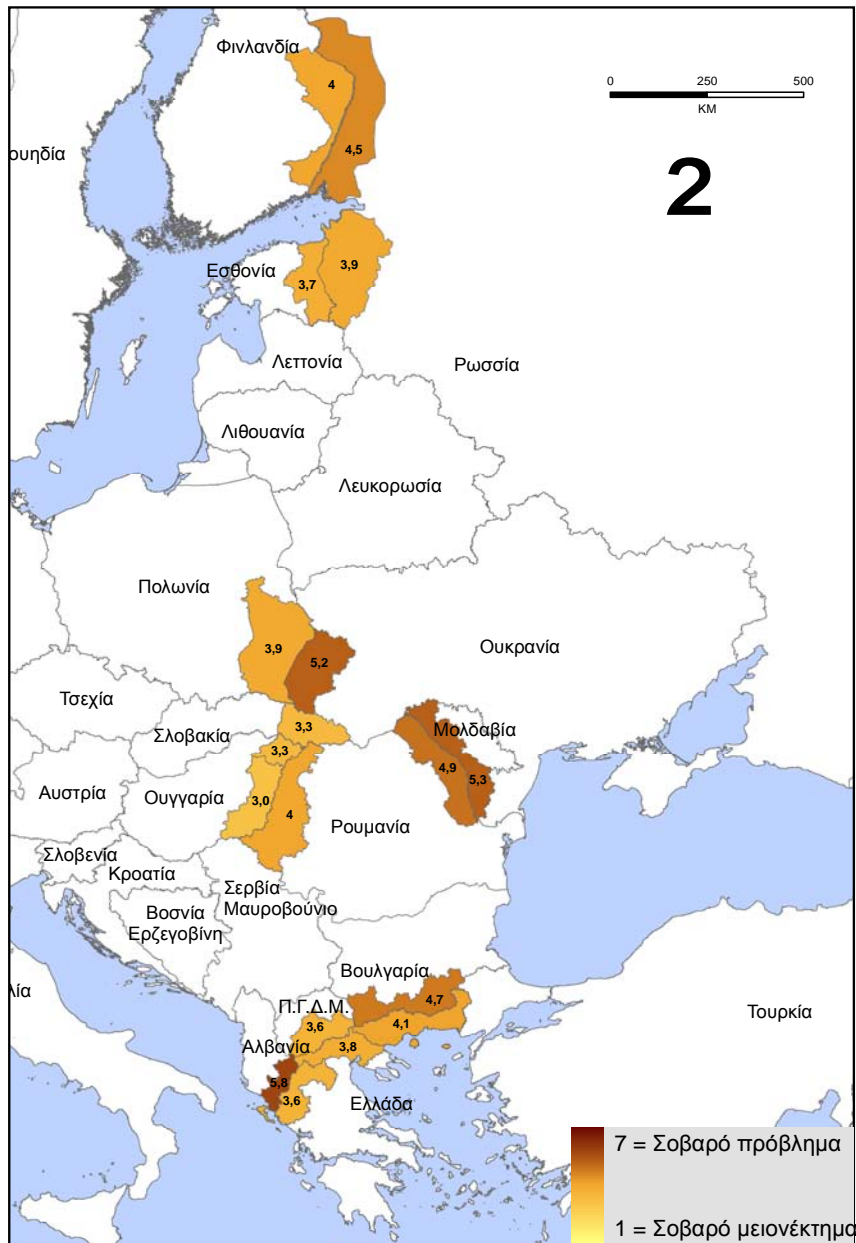 Φινλανδία
0 250 500
KM
4
4,5
2
ουηδία
Εσθονία
3,7
3,9
Λεττονία
Ρωσσία
Λιθουανία
Λευκορωσία
Πολωνία
3,9
5,2
Ουκρανία
Τσεχία
Σλοβακία
3,3
Μολδαβία
3,3
4,9
5,3
Αυστρία
Ουγγαρία
3,0
4
Ρουμανία
Σλοβενία
Κροατία
Σερβία
Μαυροβούνιο
Βοσνία
Ερζεγοβίνη
Βουλγαρία
λία
4,7
Π.Γ.Δ.Μ.
3,6
4,1
Τουρκία
Αλβανία
3,8
5,8
3,6
Ελλάδα
7 = Σοβαρό πρόβλημα
1 = Σοβαρό μειονέκτημα